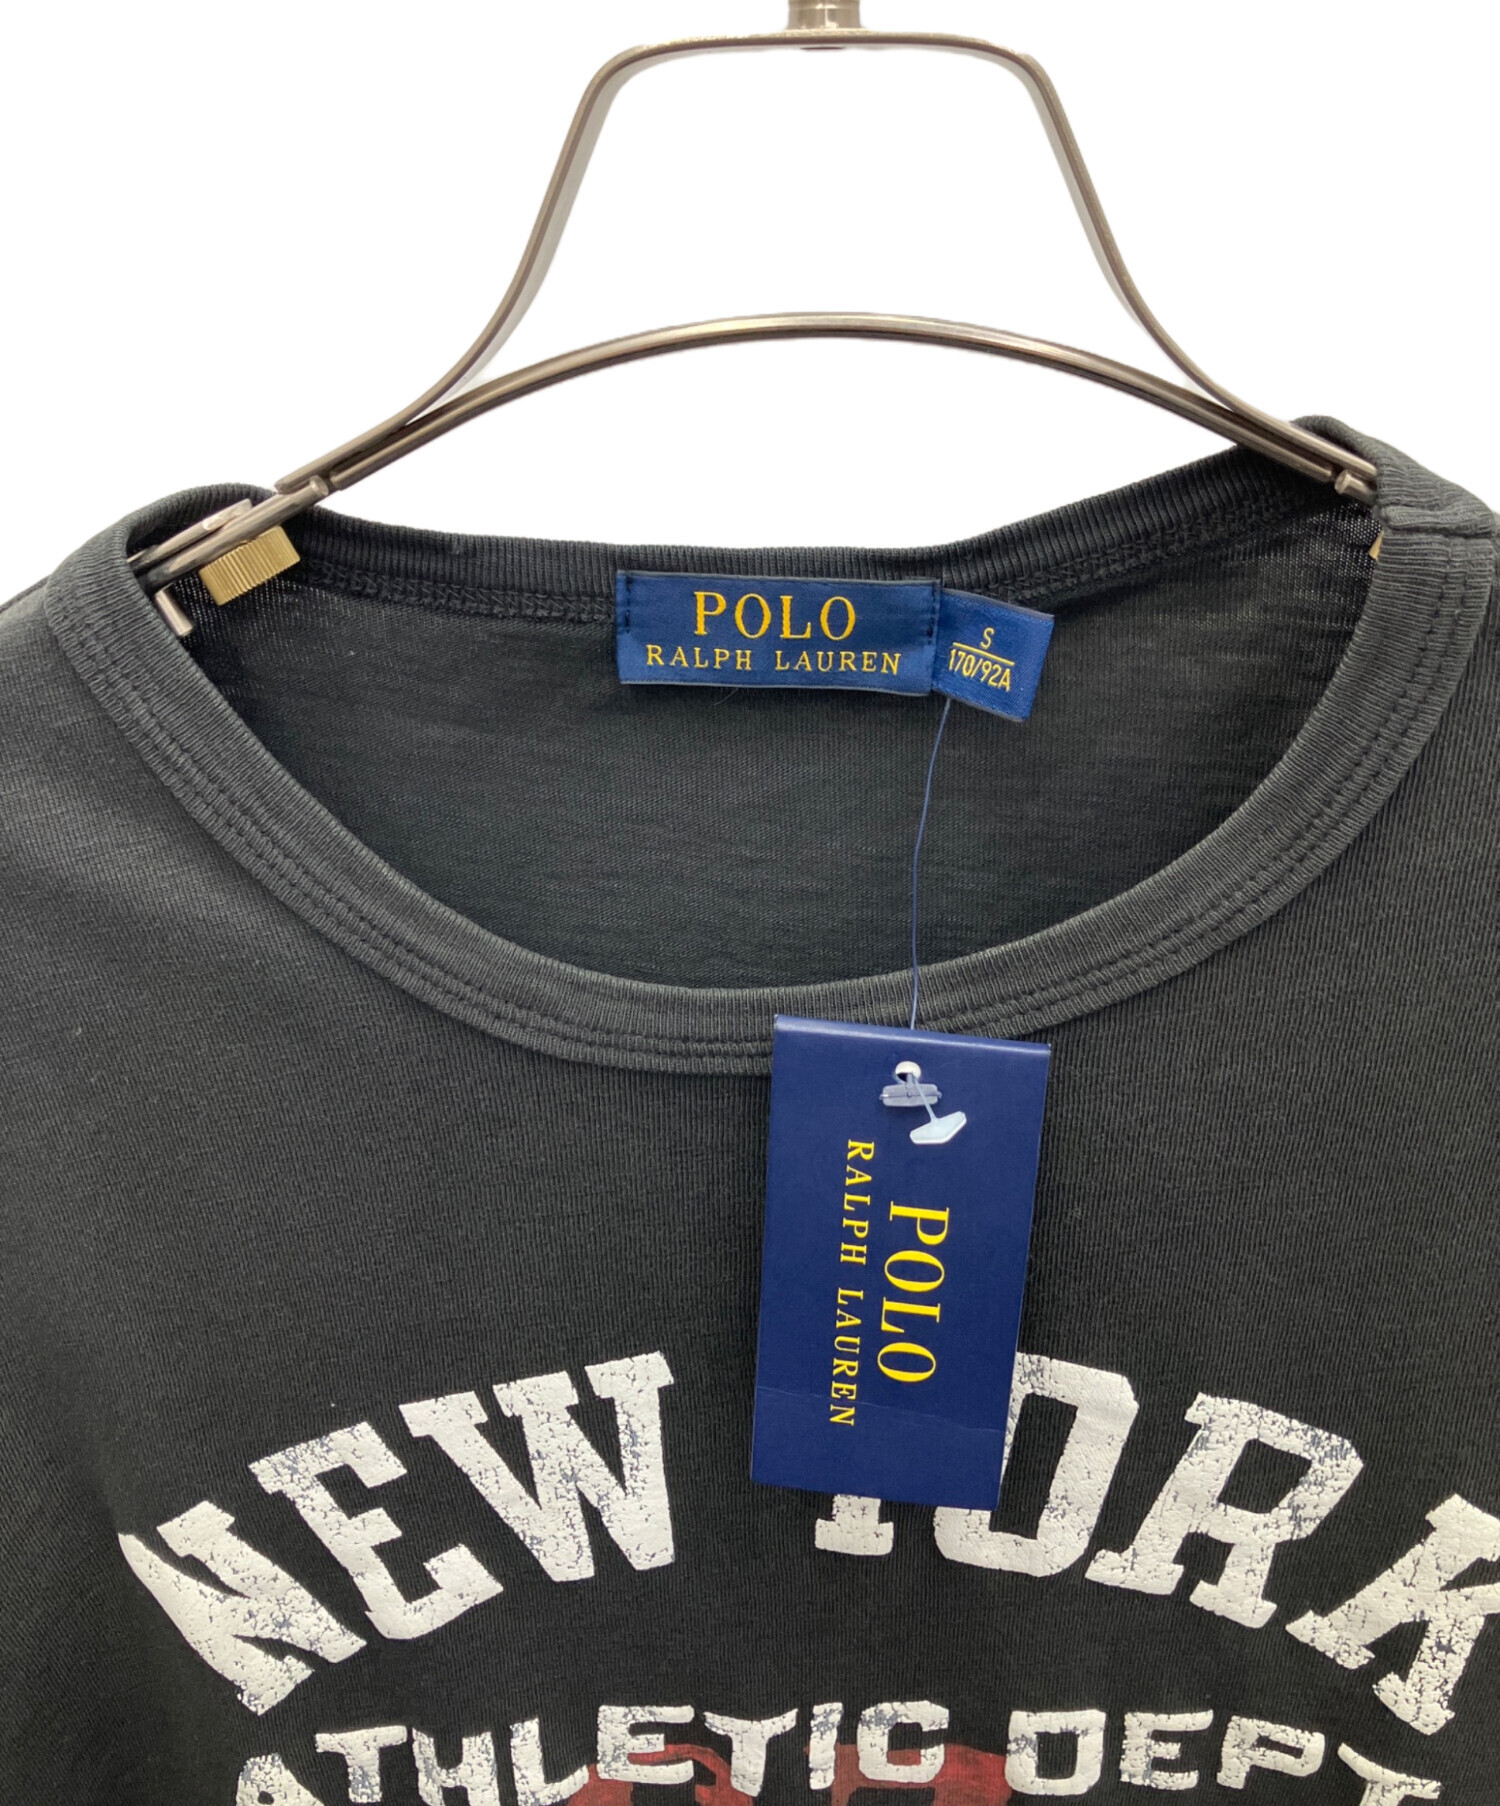 POLO
RALPH LAUREN
S
170/92A
POLO
RALPH LAUREN
NEW YORK
ATHLETIC DEPT